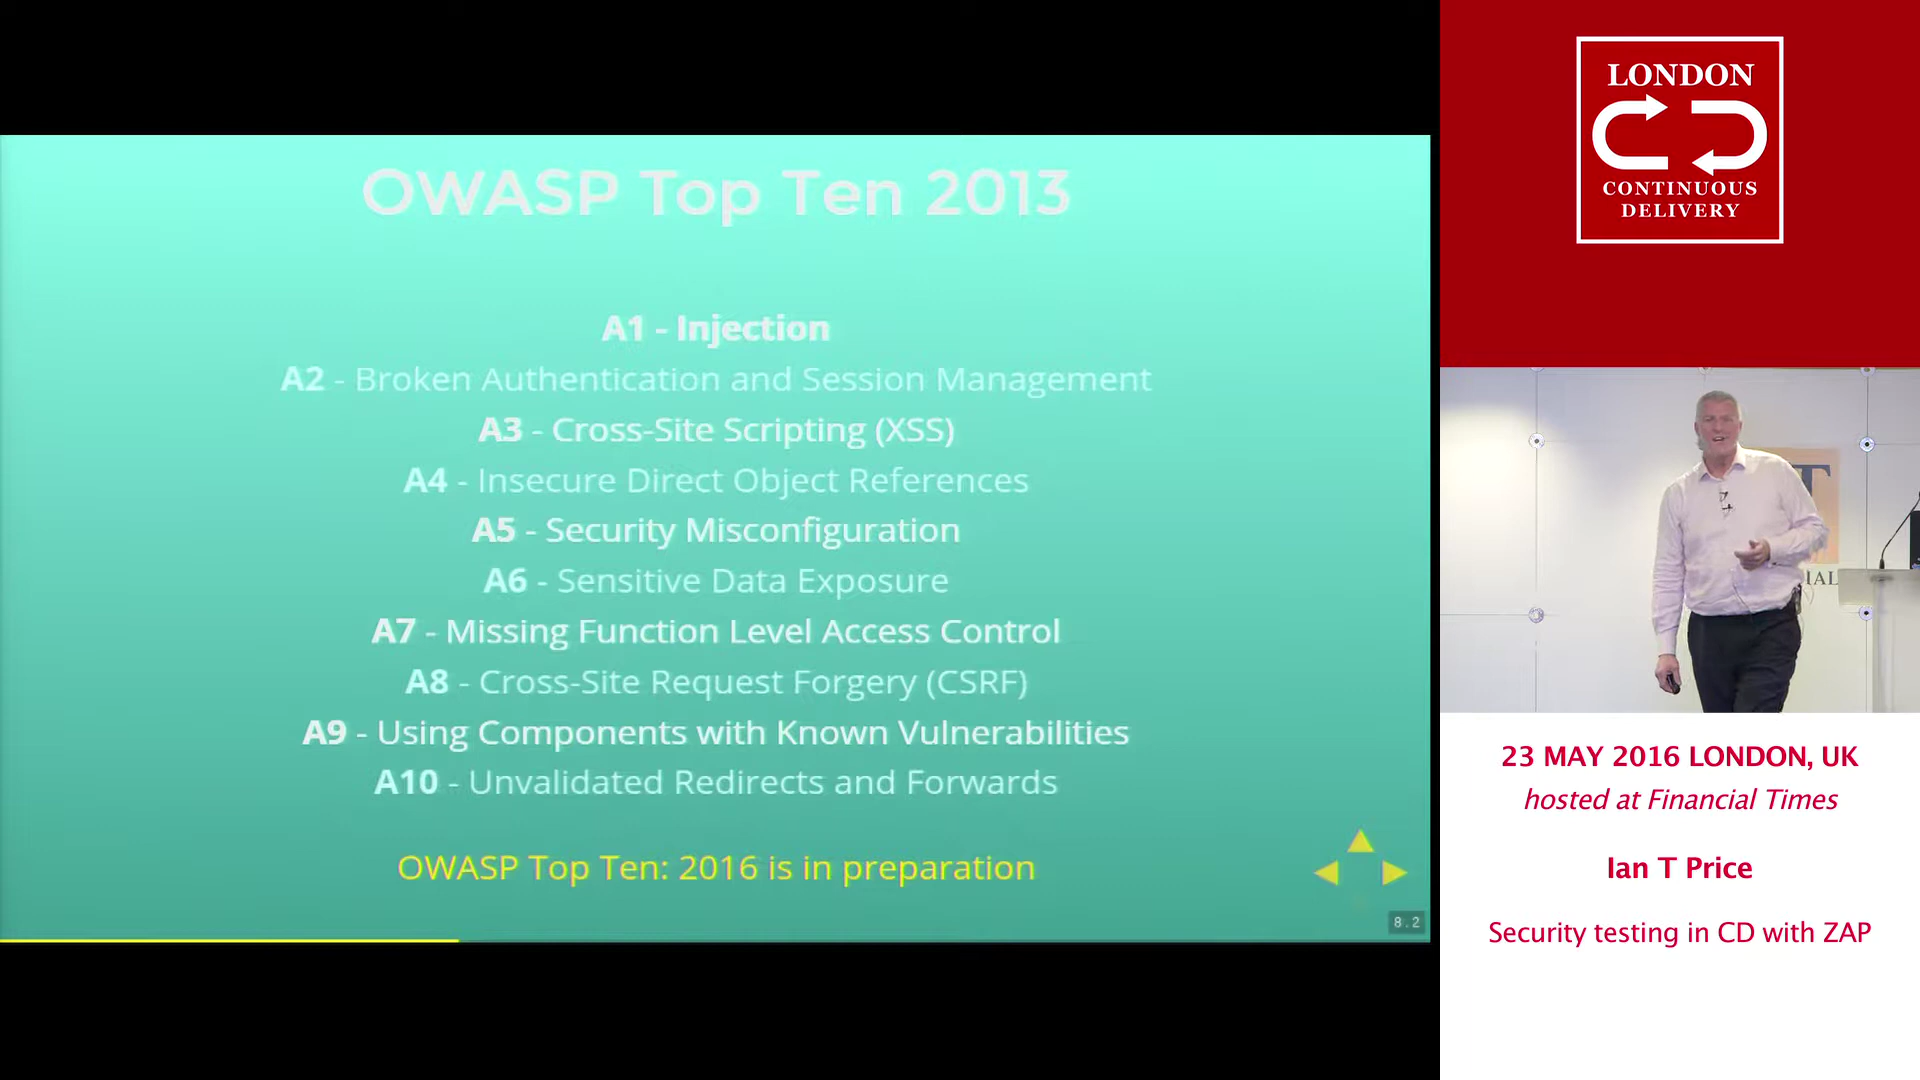 OWASP Top Ten 2013
A1 - Injection
A2 - Broken Authentication and Session Management
A3 - Cross-Site Scripting (XSS)
A4 - Insecure Direct Object References
A5 - Security Misconfiguration
A6 - Sensitive Data Exposure
A7 - Missing Function Level Access Control
A8 - Cross-Site Request Forgery (CSRF)
A9 - Using Components with Known Vulnerabilities
A10 - Unvalidated Redirects and Forwards
OWASP Top Ten: 2016 is in preparation
8.2
LONDON
CONTINUOUS
DELIVERY
23 MAY 2016 LONDON, UK
hosted at Financial Times
Ian T Price
Security testing in CD with ZAP